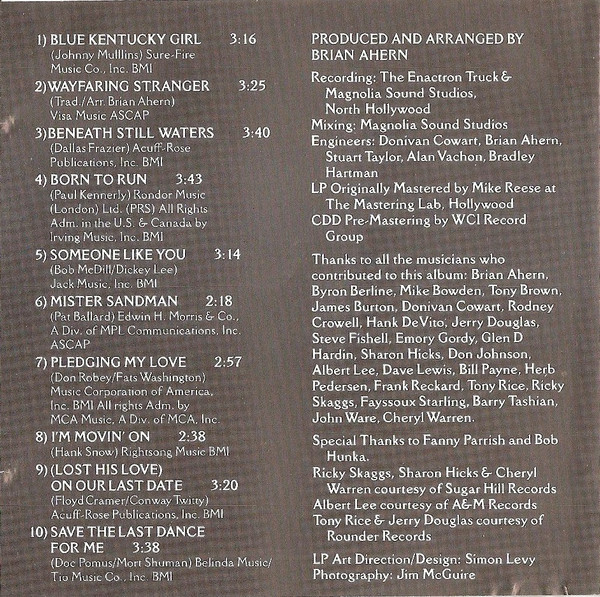 1) BLUE KENTUCKY GIRL 3:16
(Johnny Mulllins) Sure-Fire
Music Co., Inc. BMI
2) WAYFARING STRANGER 3:25
(Trad./Arr. Brian Ahern)
Visa Music ASCAP
3) BENEATH STILL WATERS 3:40
(Dallas Frazier) Acuff-Rose
Publications, Inc. BMI
4) BORN TO RUN 3:43
(Paul Kennerly) Rondor Music
(London) Ltd. (PRS) All Rights
Adm. in the U.S. & Canada by
Irving Music, Inc. BMI
5) SOMEONE LIKE YOU 3:14
(Bob McDill/Dickey Lee)
Jack Music, Inc. BMI
6) MISTER SANDMAN 2:18
(Pat Ballard) Edwin H. Morris & Co.,
A Div. of MPL Communications, Inc.
ASCAP
7) PLEDGING MY LOVE 2:57
(Don Robey/Fats Washington)
Music Corporation of America,
Inc. BMI All rights Adm. by
MCA Music, A Div. of MCA, Inc.
8) I'M MOVIN' ON 2:38
(Hank Snow) Rightsong Music BMI
9) (LOST HIS LOVE)
ON OUR LAST DATE 3:20
(Floyd Cramer/Conway Twitty)
Acuff-Rose Publications, Inc. BMI
10) SAVE THE LAST DANCE
FOR ME 3:38
(Doc Pomus/Mort Shuman) Belinda Music/
Trio Music Co., Inc. BMI
PRODUCED AND ARRANGED BY
BRIAN AHERN
Recording: The Enactron Truck &
Magnolia Sound Studios,
North Hollywood
Mixing: Magnolia Sound Studios
Engineers: Donivan Cowart, Brian Ahern,
Stuart Taylor, Alan Vachon, Bradley
Hartman
LP Originally Mastered by Mike Reese at
The Mastering Lab, Hollywood
CDD Pre-Mastering by WCI Record
Group
Thanks to all the musicians who
contributed to this album: Brian Ahern,
Byron Berline, Mike Bowden, Tony Brown,
James Burton, Donivan Cowart, Rodney
Crowell, Hank DeVito, Jerry Douglas,
Steve Fishell, Emory Gordy, Glen D
Hardin, Sharon Hicks, Don Johnson,
Albert Lee, Dave Lewis, Bill Payne, Herb
Pedersen, Frank Reckard, Tony Rice, Ricky
Skaggs, Fayssoux Starling, Barry Tashian,
John Ware, Cheryl Warren.
Special Thanks to Fanny Parrish and Bob
Hunka.
Ricky Skaggs, Sharon Hicks & Cheryl
Warren courtesy of Sugar Hill Records
Albert Lee courtesy of A&M Records
Tony Rice & Jerry Douglas courtesy of
Rounder Records
LP Art Direction/Design: Simon Levy
Photography: Jim McGuire